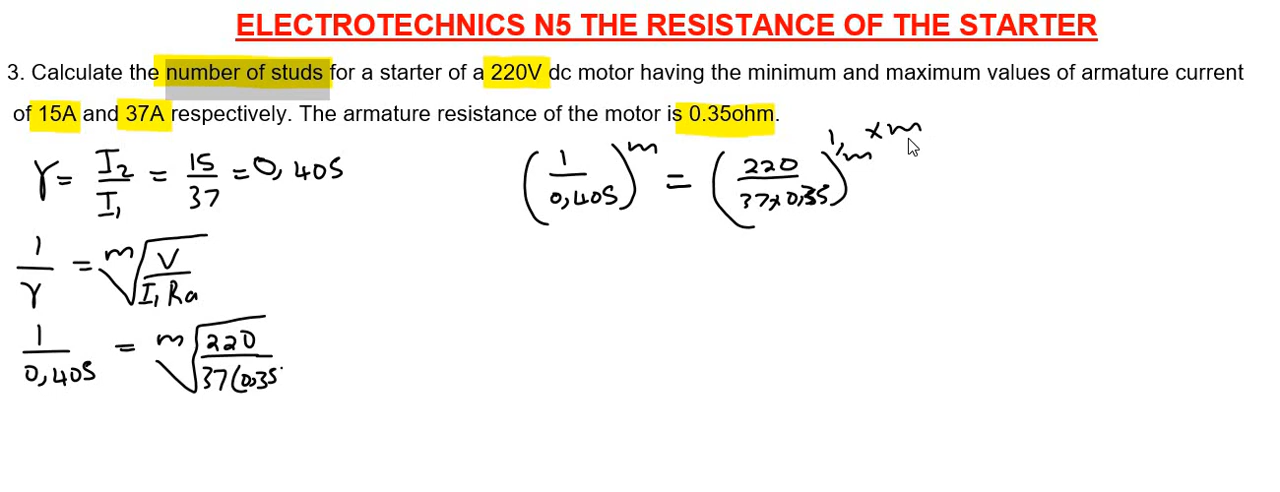 ELECTROTECHNICS N5 THE RESISTANCE OF THE STARTER
3. Calculate the number of studs for a starter of a 220V dc motor having the minimum and maximum values of armature current
of 15A and 37A respectively. The armature resistance of the motor is 0.35ohm.
γ = I₂/I₁ = 15/37 = 0,405
1/γ = ᵐ√(V/I₁Ra)
1/0,405 = ᵐ√(220/37(0,35
(1/0,405)^m = (220/37×0,35)^1/m × m